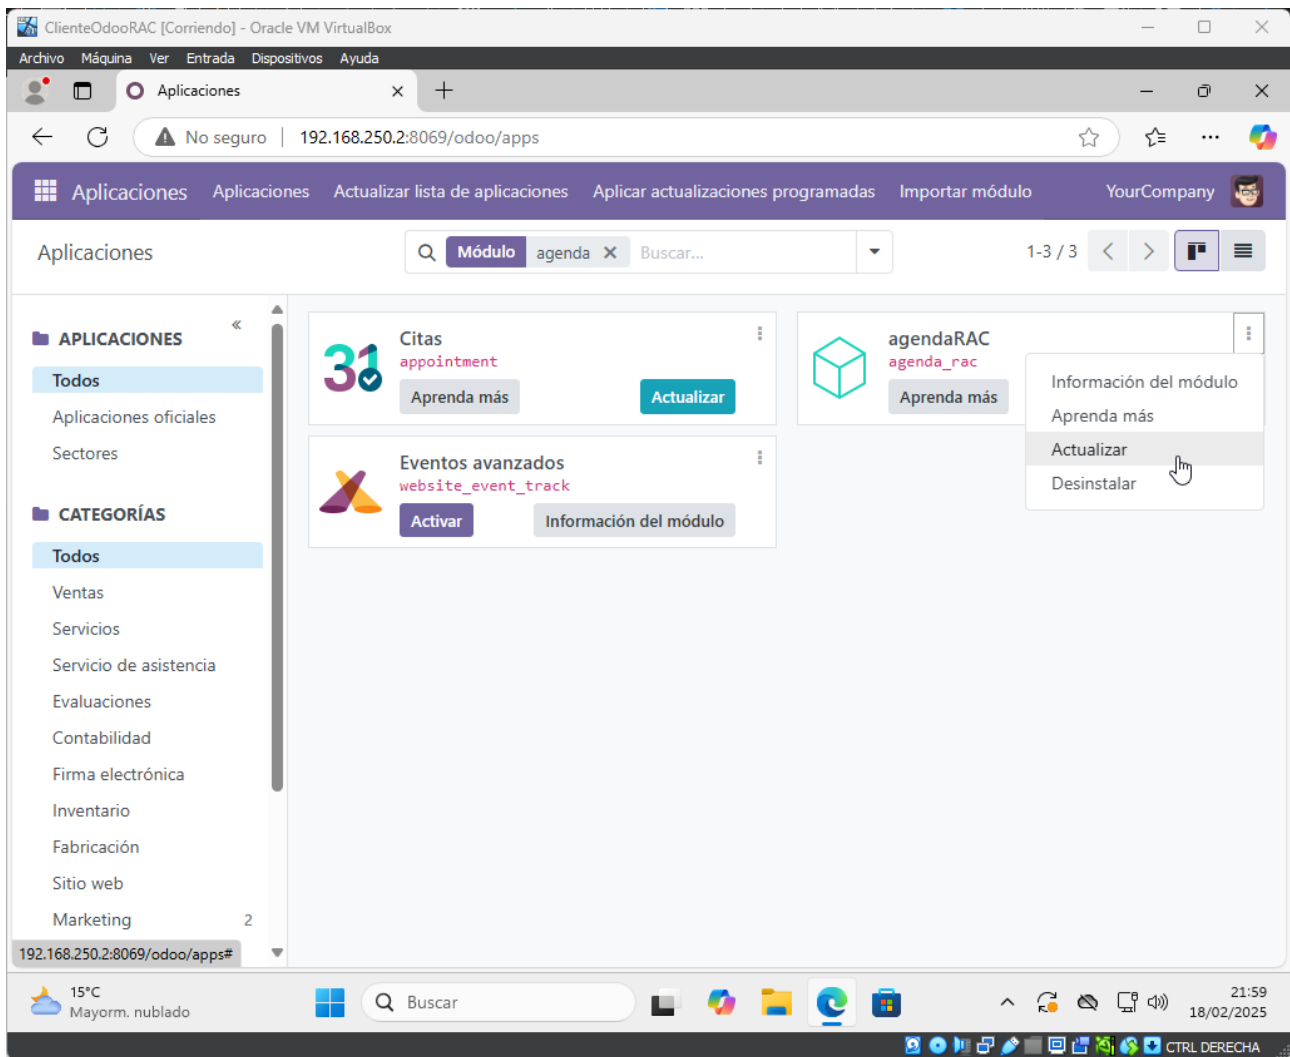 ClienteOdooRAC [Corriendo] - Oracle VM VirtualBox
Archivo Máquina Ver Entrada Dispositivos Ayuda
Aplicaciones
No seguro | 192.168.250.2:8069/odoo/apps
Aplicaciones Aplicaciones Actualizar lista de aplicaciones Aplicar actualizaciones programadas Importar módulo YourCompany
Aplicaciones Módulo agenda Buscar... 1-3 / 3
APLICACIONES
Todos
Aplicaciones oficiales
Sectores
CATEGORÍAS
Todos
Ventas
Servicios
Servicio de asistencia
Evaluaciones
Contabilidad
Firma electrónica
Inventario
Fabricación
Sitio web
Marketing 2
31
Citas
appointment
Aprenda más Actualizar
agendaRAC
agenda_rac
Aprenda más
Información del módulo
Aprenda más
Actualizar
Desinstalar
Eventos avanzados
website_event_track
Activar Información del módulo
192.168.250.2:8069/odoo/apps#
15°C
Mayorm. nublado
Buscar
21:59
18/02/2025
CTRL DERECHA